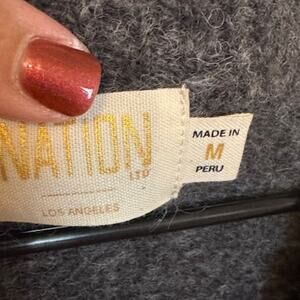 NATION
LTD
LOS ANGELES
MADE IN
M
PERU